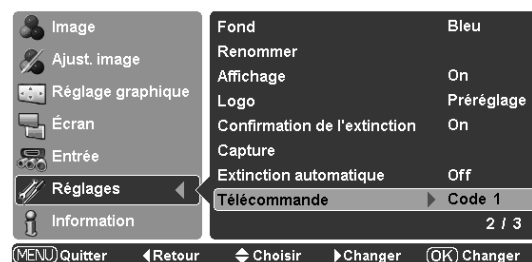 Image
Ajust. image
Réglage graphique
Écran
Entrée
Réglages
Information
Fond Bleu
Renommer
Affichage On
Logo Préréglage
Confirmation de l'extinction On
Capture
Extinction automatique Off
Télécommande Code 1
2 / 3
MENU Quitter Retour Choisir Changer OK Changer